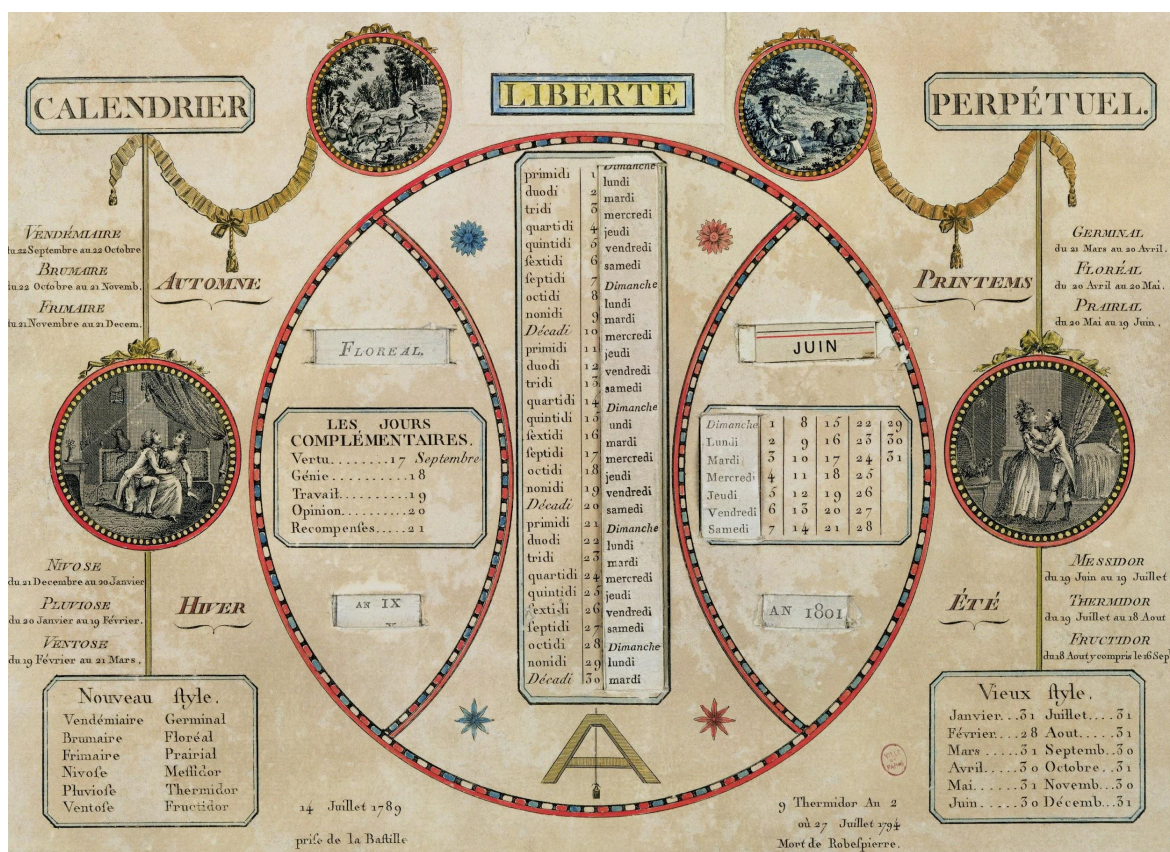 CALENDRIER
LIBERTE
PERPÉTUEL.
VENDÉMIAIRE
du 22 Septembre au 22 Octobre
BRUMAIRE
du 22 Octobre au 21 Novemb.
FRIMAIRE
du 21 Novembre au 21 Decem.
AUTOMNE
NIVOSE
du 21 Decembre au 20 Janvier
PLUVIOSE
du 20 Janvier au 19 Février.
VENTOSE
du 19 Février au 21 Mars.
HIVER
Nouveau ſtyle.
Vendémiaire Germinal
Brumaire Floréal
Frimaire Prairial
Nivoſe Meſſidor
Pluvioſe Thermidor
Ventoſe Fructidor
FLOREAL.
LES JOURS
COMPLÉMENTAIRES.
Vertu........17 Septembre
Génie..........18
Travail.........19
Opinion........20
Recompenſes.....21
AN IX
primidi 1 Dimanche
duodi 2 lundi
tridi 3 mardi
quartidi 4 mercredi
quintidi 5 jeudi
ſextidi 6 vendredi
ſeptidi 7 samedi
octidi 8 Dimanche
nonidi 9 lundi
Décadi 10 mardi
primidi 11 mercredi
duodi 12 jeudi
tridi 13 vendredi
quartidi 14 samedi
quintidi 15 Dimanche
ſextidi 16 undi
ſeptidi 17 mardi
octidi 18 mercredi
nonidi 19 jeudi
Décadi 20 vendredi
primidi 21 samedi
duodi 22 Dimanche
tridi 23 lundi
quartidi 24 mardi
quintidi 25 mercredi
ſextidi 26 jeudi
ſeptidi 27 vendredi
octidi 28 samedi
nonidi 29 Dimanche
Décadi 30 lundi
mardi
JUIN
Dimanche 1 8 15 22 29
Lundi 2 9 16 23 30
Mardi 3 10 17 24 31
Mercredi 4 11 18 25
Jeudi 5 12 19 26
Vendredi 6 13 20 27
Samedi 7 14 21 28
AN 1801
PRINTEMS
GERMINAL
du 21 Mars au 20 Avril.
FLORÉAL
du 20 Avril au 20 Mai.
PRAIRIAL
du 20 Mai au 19 Juin.
ÉTÉ
MESSIDOR
du 19 Juin au 19 Juillet
THERMIDOR
du 19 Juillet au 18 Aout
FRUCTIDOR
du 18 Aout y compris le 16 Sep
Vieux ſtyle.
Janvier...31 Juillet....31
Février...28 Aout.....31
Mars.....31 Septemb..30
Avril.....30 Octobre..31
Mai......31 Novemb..30
Juin.....30 Décemb..31
14 Juillet 1789
priſe de la Baſtille
9 Thermidor An 2
où 27 Juillet 1794
Mort de Robeſpierre.
VILLE
DE
PARIS